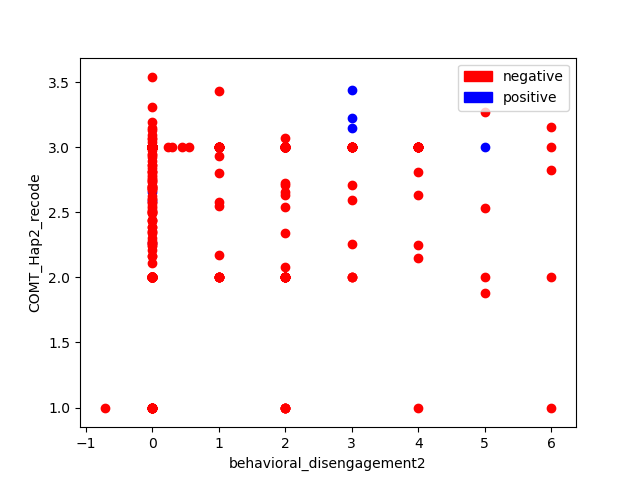 negative
positive
3.5
3.0
2.5
2.0
1.5
1.0
COMT_Hap2_recode
−1 0 1 2 3 4 5 6
behavioral_disengagement2